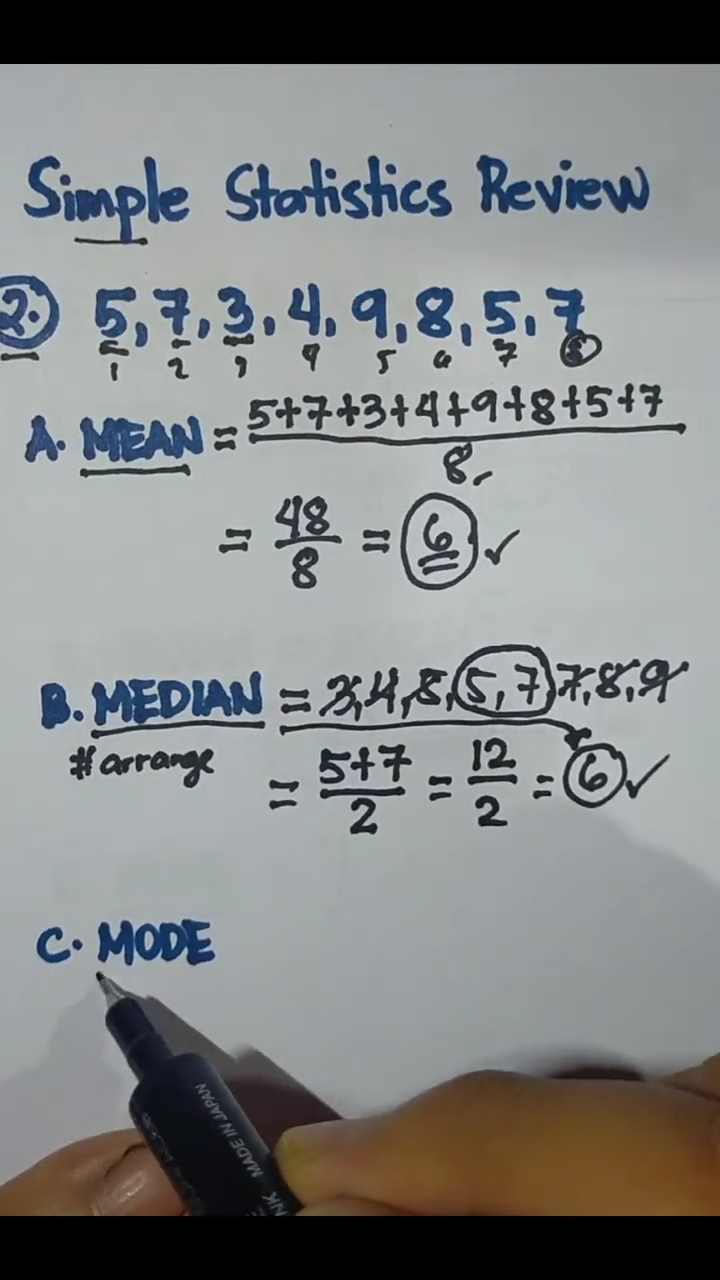 Simple Statistics Review
2. 5, 7, 3, 4, 9, 8, 5, 7
1 2 3 4 5 6 7 8
A. MEAN = 5+7+3+4+9+8+5+7
8
= 48/8 = 6 ✓
B. MEDIAN = 3, 4, 5, 5, 7, 7, 8, 9
#arrange
= 5+7/2 = 12/2 = 6 ✓
C. MODE
MADE IN JAPAN